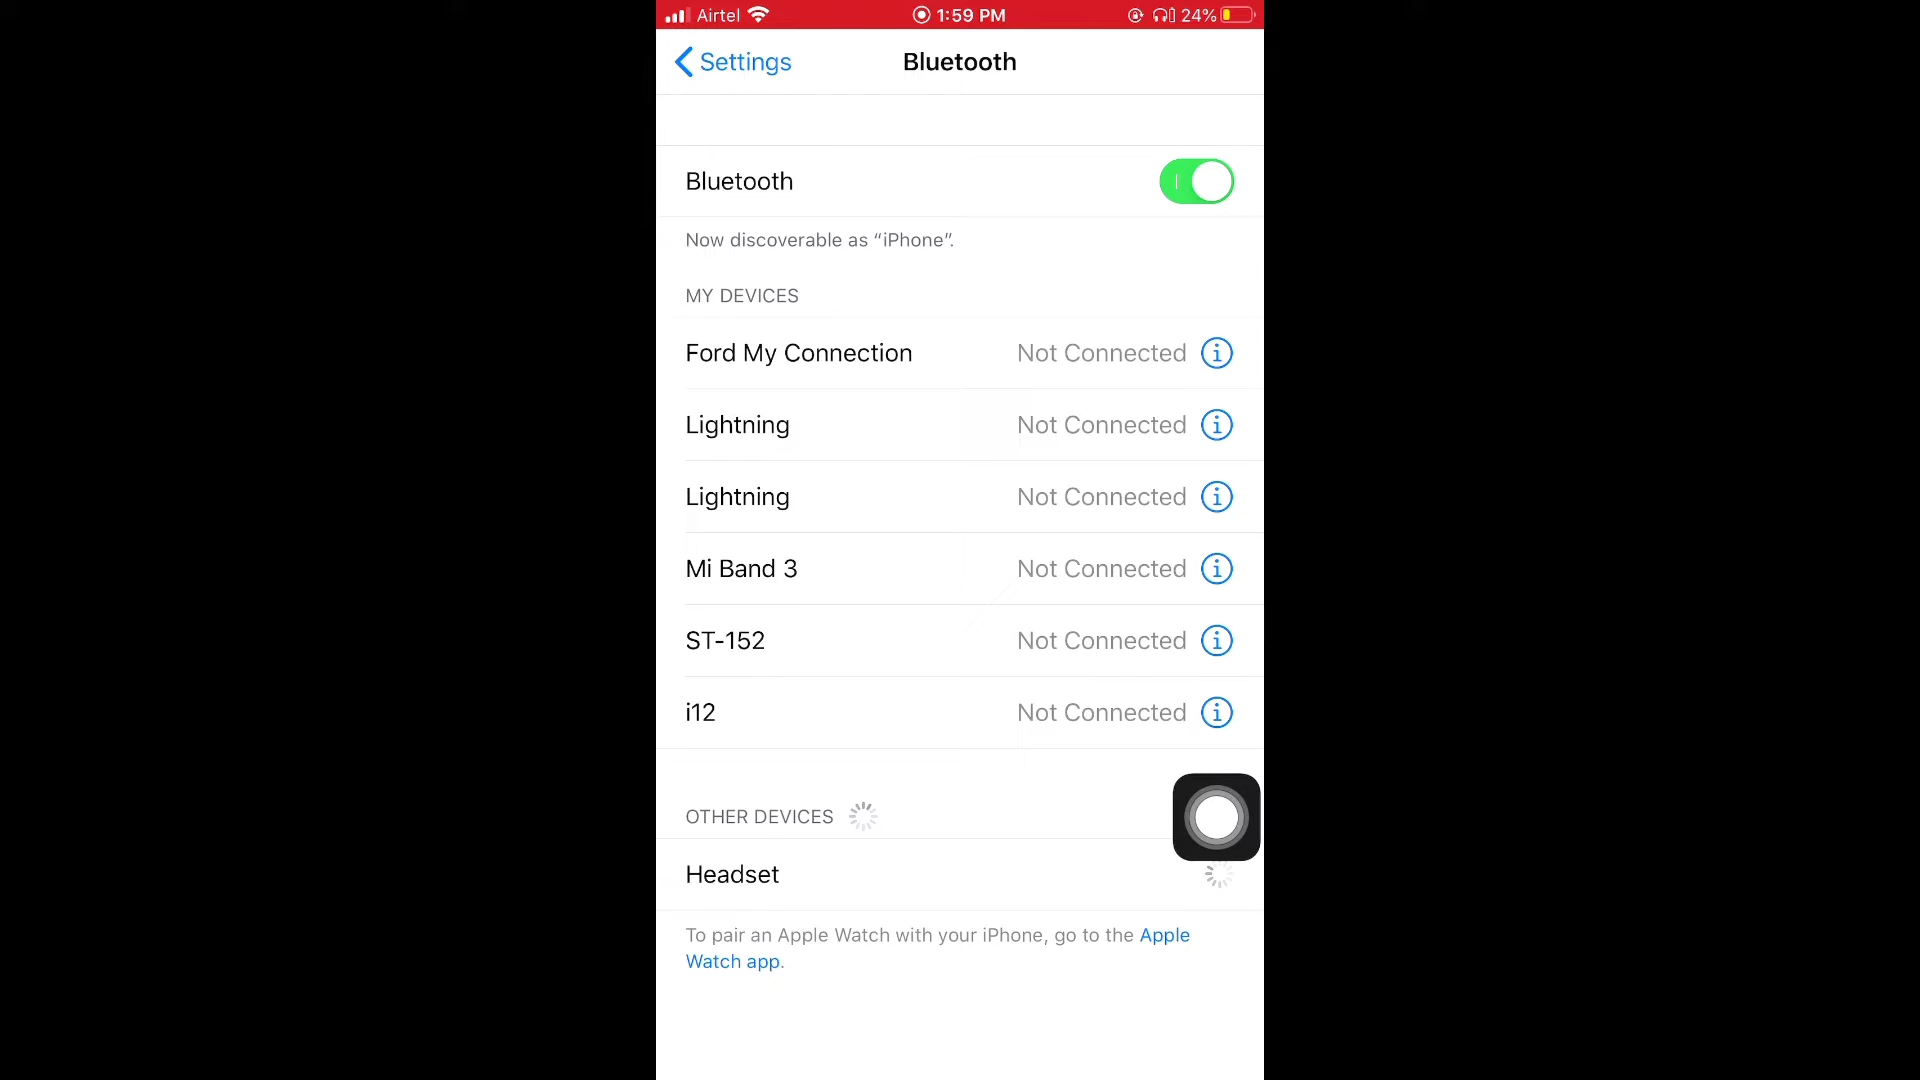 Airtel 1:59 PM 24%
Settings Bluetooth
Bluetooth
Now discoverable as “iPhone”.
MY DEVICES
Ford My Connection Not Connected
Lightning Not Connected
Lightning Not Connected
Mi Band 3 Not Connected
ST-152 Not Connected
i12 Not Connected
OTHER DEVICES
Headset
To pair an Apple Watch with your iPhone, go to the Apple
Watch app.